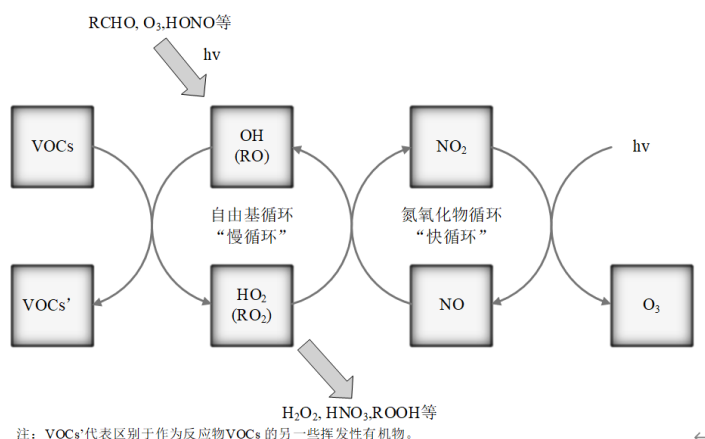 RCHO, O3,HONO等
hv
VOCs
OH
(RO)
NO2
hv
自由基循环
“慢循环”
氮氧化物循环
“快循环”
VOCs’
HO2
(RO2)
NO
O3
H2O2, HNO3,ROOH等
注：VOCs’代表区别于作为反应物VOCs 的另一些挥发性有机物。